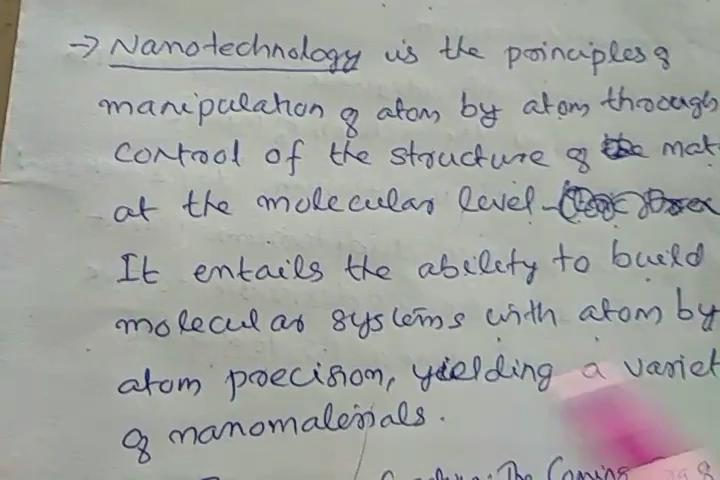 → Nanotechnology is the principles of
manipulation of atom by atom through
control of the structure of mat
at the molecular level
It entails the ability to build
molecular systems with atom by
atom precision, yielding a variet
of nanomaterials.
The Coming